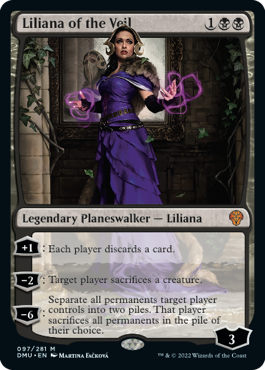 Liliana of the Veil 1
Legendary Planeswalker — Liliana
+1: Each player discards a card.
−2: Target player sacrifices a creature.
Separate all permanents target player
−6: controls into two piles. That player
sacrifices all permanents in the pile of
their choice.
3
097/281 M
DMU • EN MARTINA FAČKOVÁ
™ & © 2022 Wizards of the Coast